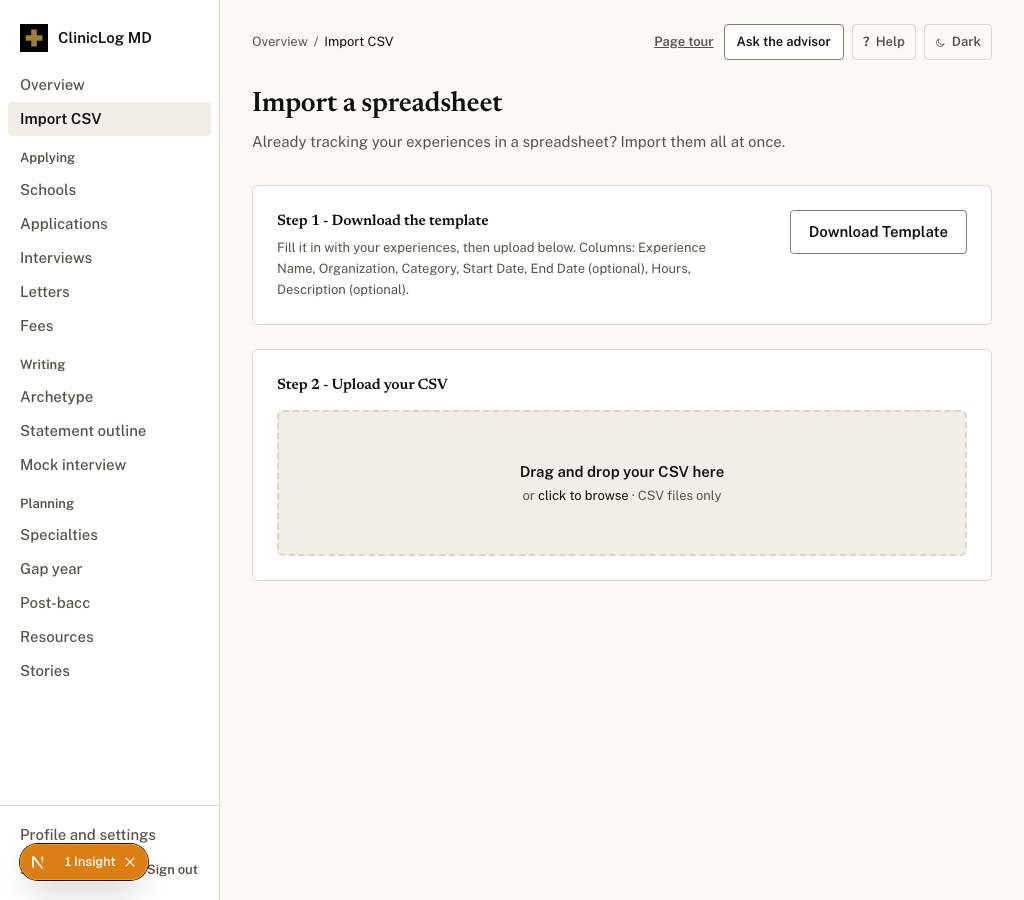 ClinicLog MD
Overview
Import CSV
Applying
Schools
Applications
Interviews
Letters
Fees
Writing
Archetype
Statement outline
Mock interview
Planning
Specialties
Gap year
Post-bacc
Resources
Stories
Profile and settings
Sign out
N 1 Insight
Overview / Import CSV
Page tour
Ask the advisor
? Help
Dark
Import a spreadsheet
Already tracking your experiences in a spreadsheet? Import them all at once.
Step 1 - Download the template
Fill it in with your experiences, then upload below. Columns: Experience
Name, Organization, Category, Start Date, End Date (optional), Hours,
Description (optional).
Download Template
Step 2 - Upload your CSV
Drag and drop your CSV here
or click to browse · CSV files only